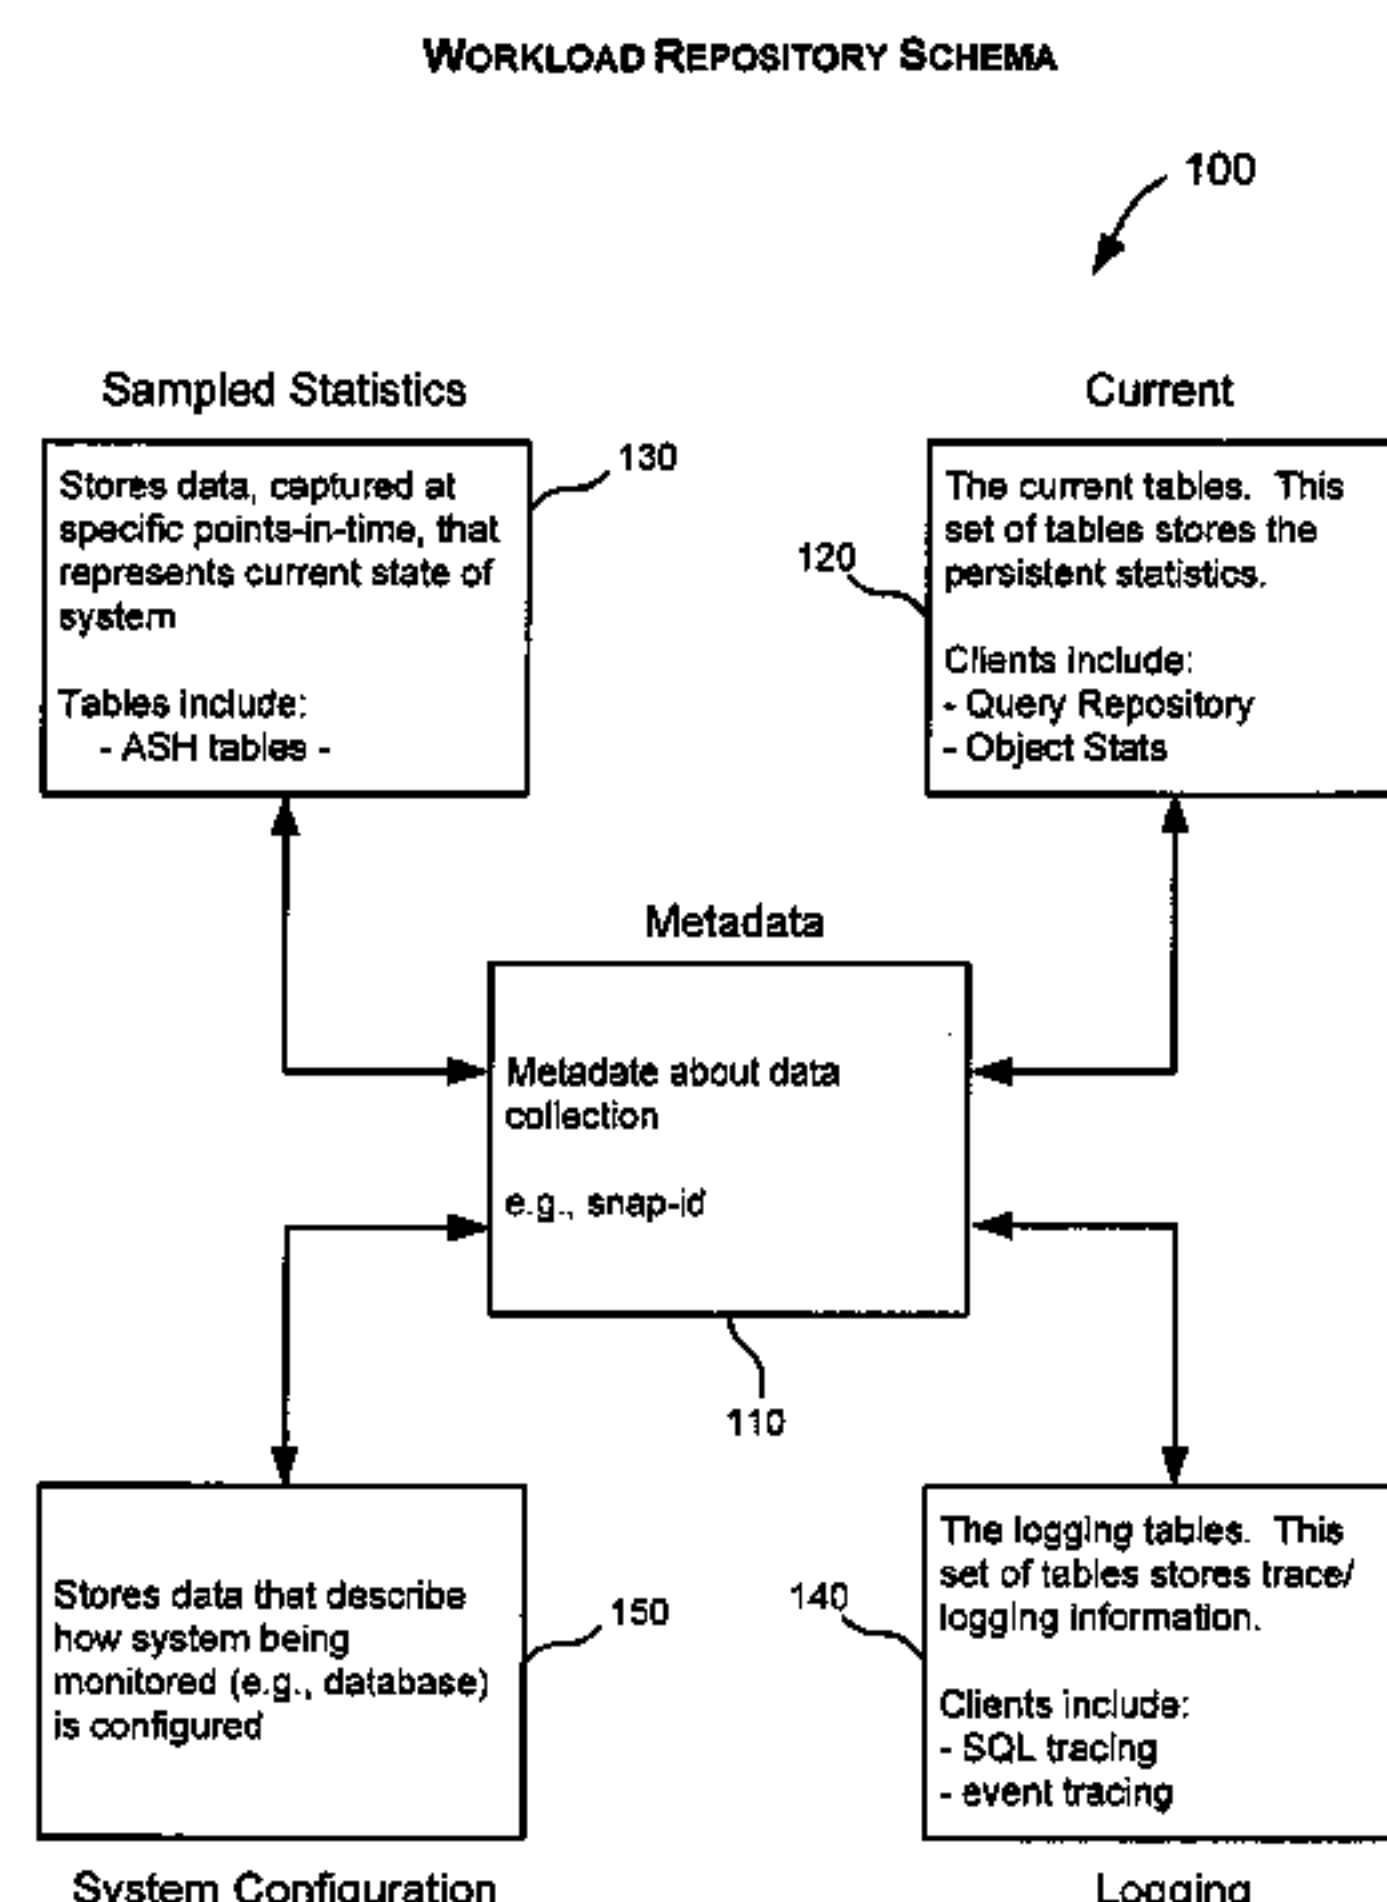 WORKLOAD REPOSITORY SCHEMA
100
Sampled Statistics
Stores data, captured at
specific points-in-time, that
represents current state of
system
Tables include:
- ASH tables -
130
Current
120
The current tables. This
set of tables stores the
persistent statistics.
Clients include:
- Query Repository
- Object Stats
Metadata
Metadate about data
collection
e.g., snap-id
110
Stores data that describe
how system being
monitored (e.g., database)
is configured
150
System Configuration
140
The logging tables. This
set of tables stores trace/
logging information.
Clients include:
- SQL tracing
- event tracing
Logging